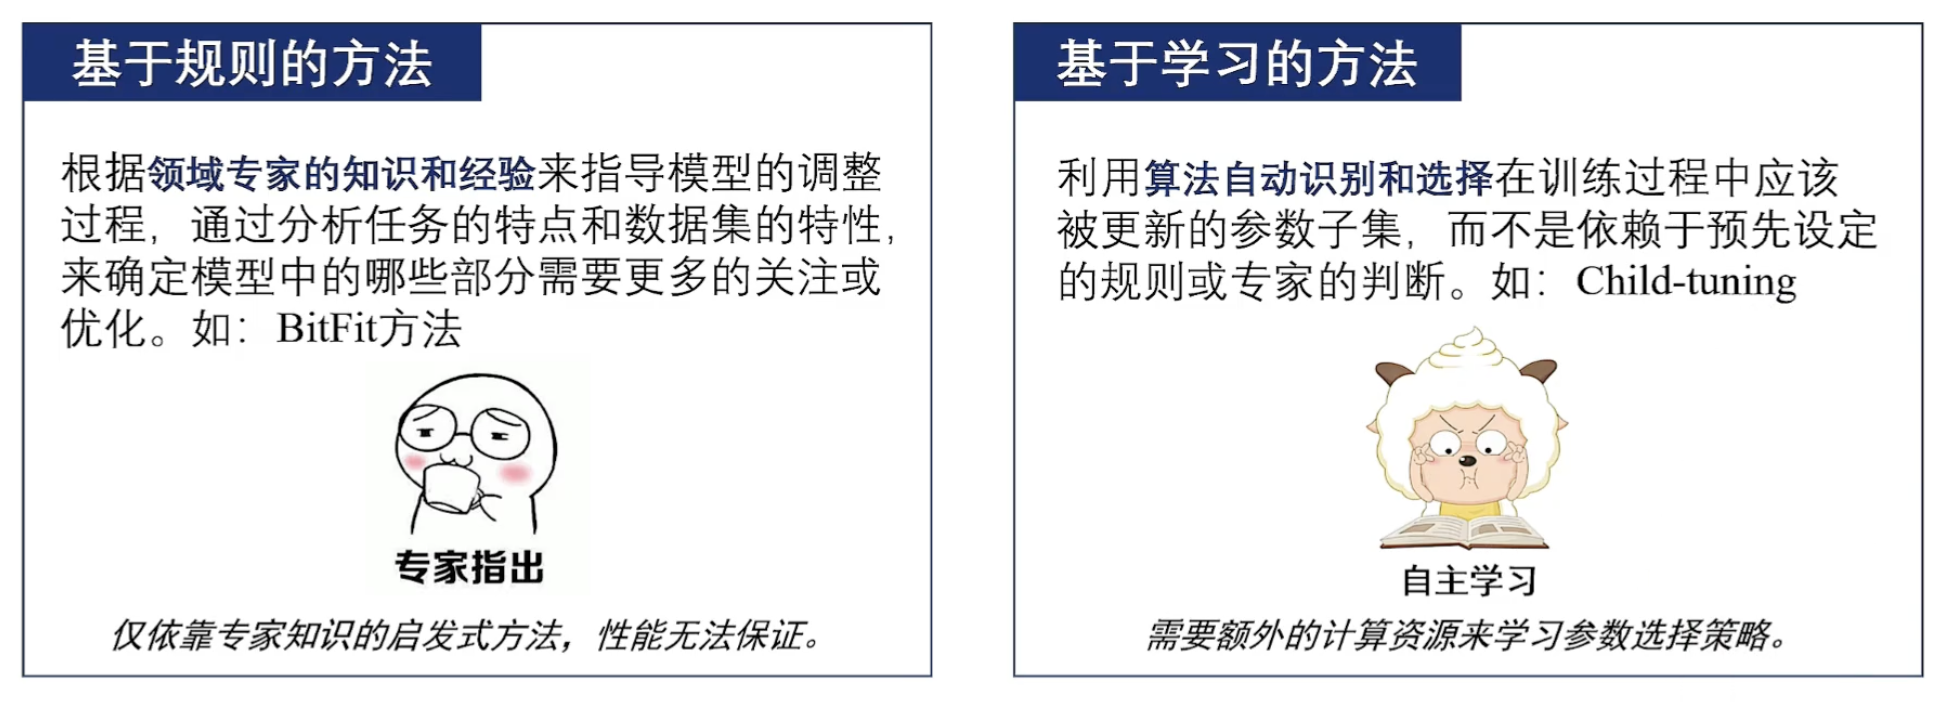 基于规则的方法
根据领域专家的知识和经验来指导模型的调整
过程，通过分析任务的特点和数据集的特性，
来确定模型中的哪些部分需要更多的关注或
优化。如：BitFit方法
专家指出
仅依靠专家知识的启发式方法，性能无法保证。
基于学习的方法
利用算法自动识别和选择在训练过程中应该
被更新的参数子集，而不是依赖于预先设定
的规则或专家的判断。如：Child-tuning
自主学习
需要额外的计算资源来学习参数选择策略。